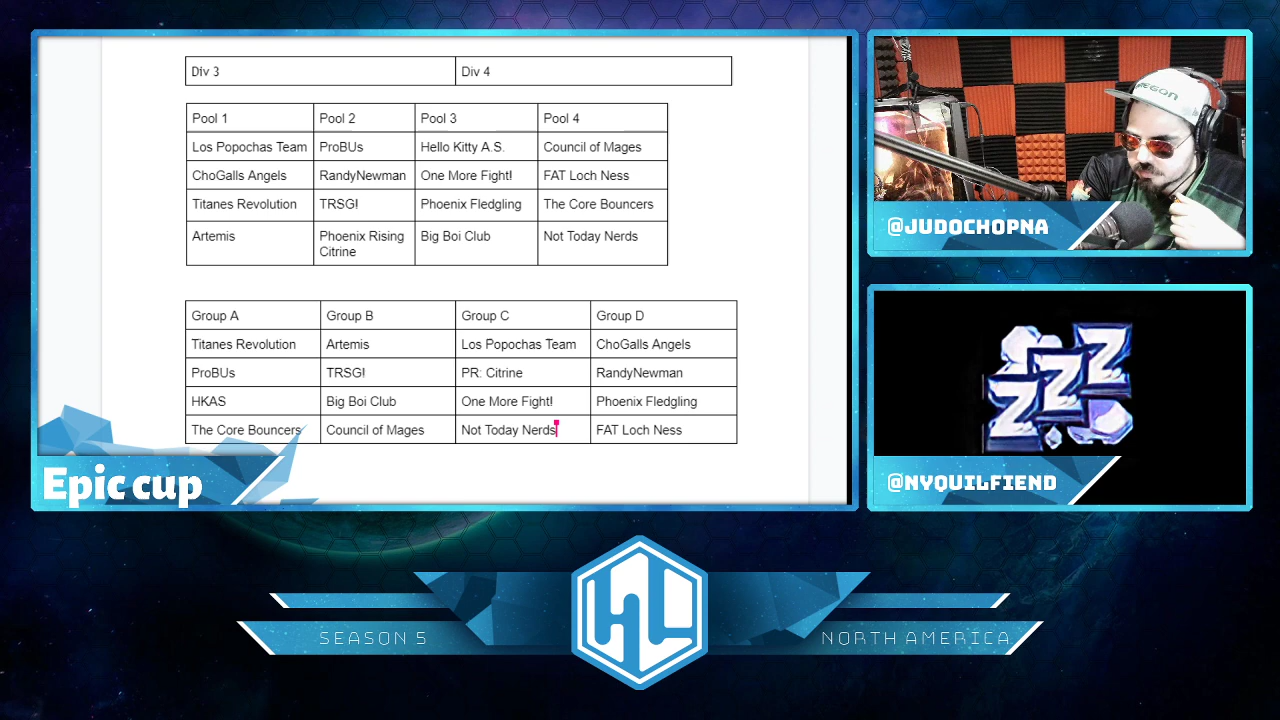 Div 3 Div 4
Pool 1 Pool 2 Pool 3 Pool 4
Los Popochas Team ProBUs Hello Kitty A.S. Council of Mages
ChoGalls Angels RandyNewman One More Fight! FAT Loch Ness
Titanes Revolution TRSG! Phoenix Fledgling The Core Bouncers
Artemis Phoenix Rising Big Boi Club Not Today Nerds
Citrine
Group A Group B Group C Group D
Titanes Revolution Artemis Los Popochas Team ChoGalls Angels
ProBUs TRSG! PR: Citrine RandyNewman
HKAS Big Boi Club One More Fight! Phoenix Fledgling
The Core Bouncers Council of Mages Not Today Nerds FAT Loch Ness
Epic cup
@JUDOCHOPNA
ZZZ
@NYQUILFIEND
HL
SEASON 5
NORTH AMERICA